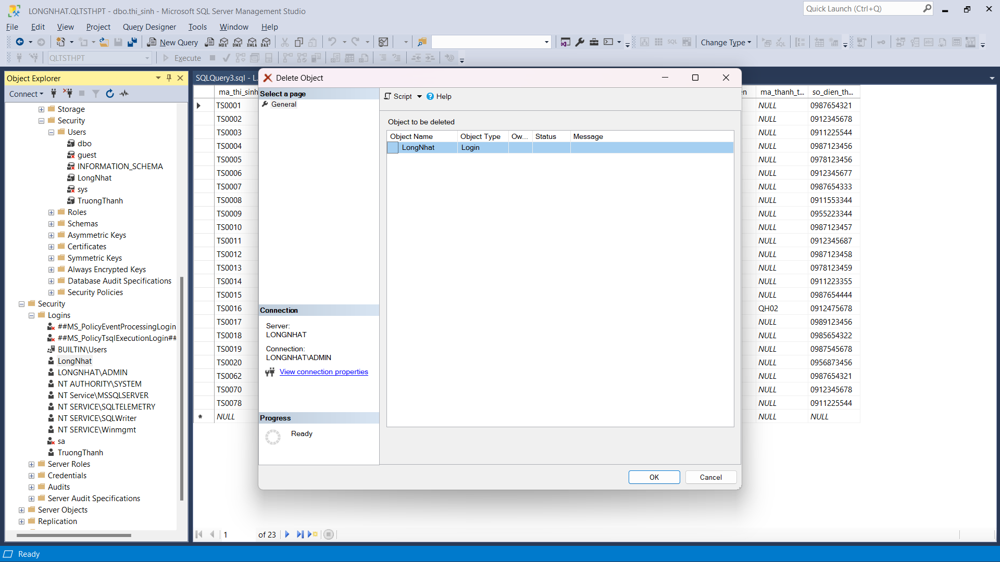 LONGNHAT.QLTSTHPT - dbo.thi_sinh - Microsoft SQL Server Management Studio
Quick Launch (Ctrl+Q)
File Edit View Project Query Designer Tools Window Help
New Query MDX DMX XMLA DAX SQL Change Type
QLTSTHPT Execute
Object Explorer
Connect
Storage
Security
Users
dbo
guest
INFORMATION_SCHEMA
LongNhat
sys
TruongThanh
Roles
Schemas
Asymmetric Keys
Certificates
Symmetric Keys
Always Encrypted Keys
Database Audit Specifications
Security Policies
Security
Logins
##MS_PolicyEventProcessingLogin
##MS_PolicyTsqlExecutionLogin##
BUILTIN\Users
LongNhat
LONGNHAT\ADMIN
NT AUTHORITY\SYSTEM
NT Service\MSSQLSERVER
NT SERVICE\SQLTELEMETRY
NT SERVICE\SQLWriter
NT SERVICE\Winmgmt
sa
TruongThanh
Server Roles
Credentials
Audits
Server Audit Specifications
Server Objects
Replication
SQLQuery3.sql - L.
ma_thi_sinh
TS0001
TS0002
TS0003
TS0004
TS0005
TS0006
TS0007
TS0008
TS0009
TS0010
TS0011
TS0012
TS0013
TS0014
TS0015
TS0016
TS0017
TS0018
TS0019
TS0020
TS0062
TS0070
TS0078
NULL
1 of 23
Delete Object
Select a page
General
Connection
Server:
LONGNHAT
Connection:
LONGNHAT\ADMIN
View connection properties
Progress
Ready
Script Help
Object to be deleted
Object Name Object Type Ow... Status Message
LongNhat Login
OK Cancel
en ma_thanh_t... so_dien_th...
NULL 0987654321
NULL 0912345678
NULL 0911225544
NULL 0987123456
NULL 0978123456
NULL 0912345677
NULL 0987654333
NULL 0911553344
NULL 0955223344
NULL 0987123457
NULL 0912345687
NULL 0987123458
NULL 0978123459
NULL 0911223355
NULL 0987654444
QH02 0912475678
NULL 0989123456
NULL 0985654322
NULL 0987545678
NULL 0956873456
NULL 0987654321
NULL 0912345678
NULL 0911225544
NULL NULL
Ready